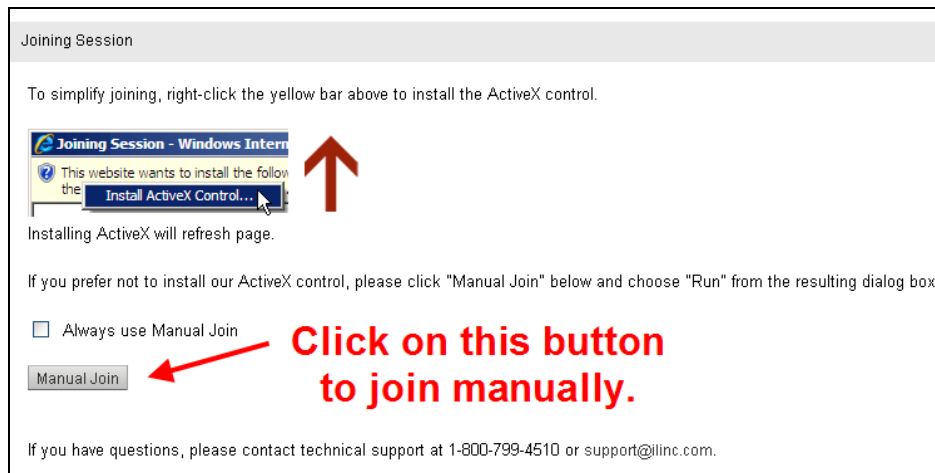 Joining Session
To simplify joining, right-click the yellow bar above to install the ActiveX control.
Joining Session - Windows Intern
This website wants to install the follow
the
Install ActiveX Control...
Installing ActiveX will refresh page.
If you prefer not to install our ActiveX control, please click "Manual Join" below and choose "Run" from the resulting dialog box
Always use Manual Join
Click on this button
to join manually.
Manual Join
If you have questions, please contact technical support at 1-800-799-4510 or support@ilinc.com.